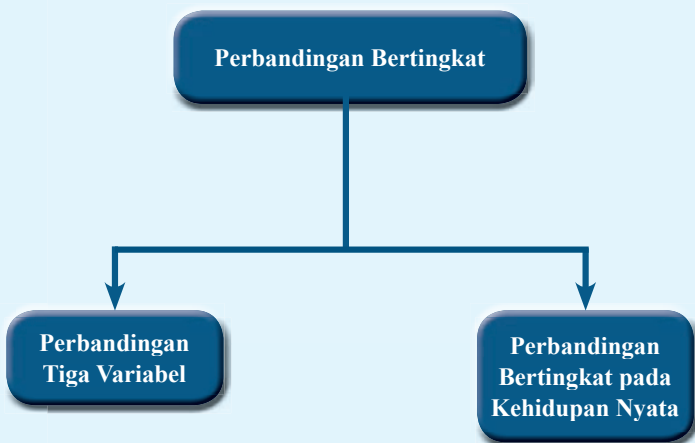 Perbandingan Bertingkat
Perbandingan
Tiga Variabel
Perbandingan
Bertingkat pada
Kehidupan Nyata